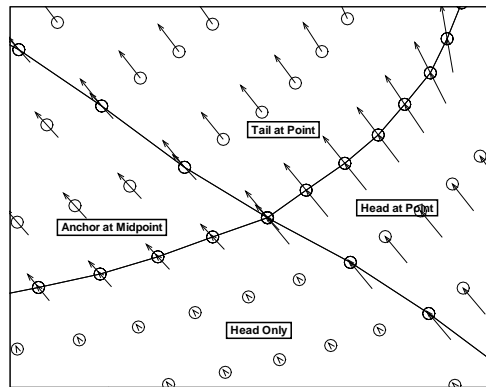 Tail at Point
Head at Point
Anchor at Midpoint
Head Only